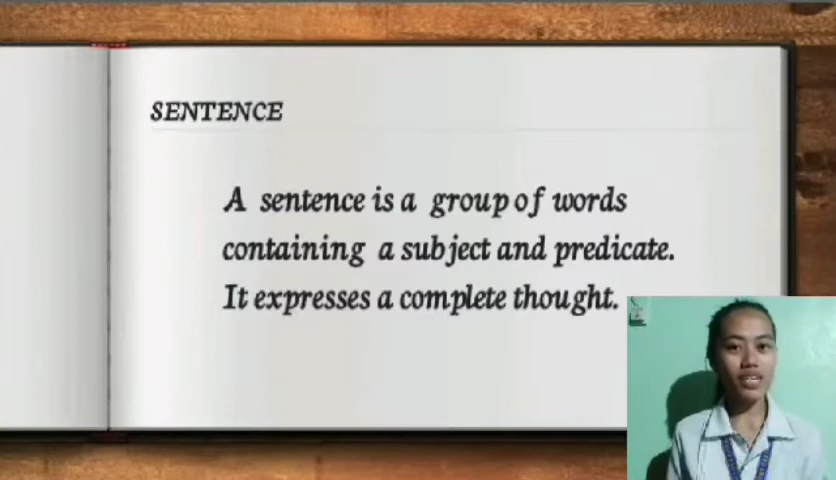 SENTENCE
A sentence is a group of words
containing a subject and predicate.
It expresses a complete thought.